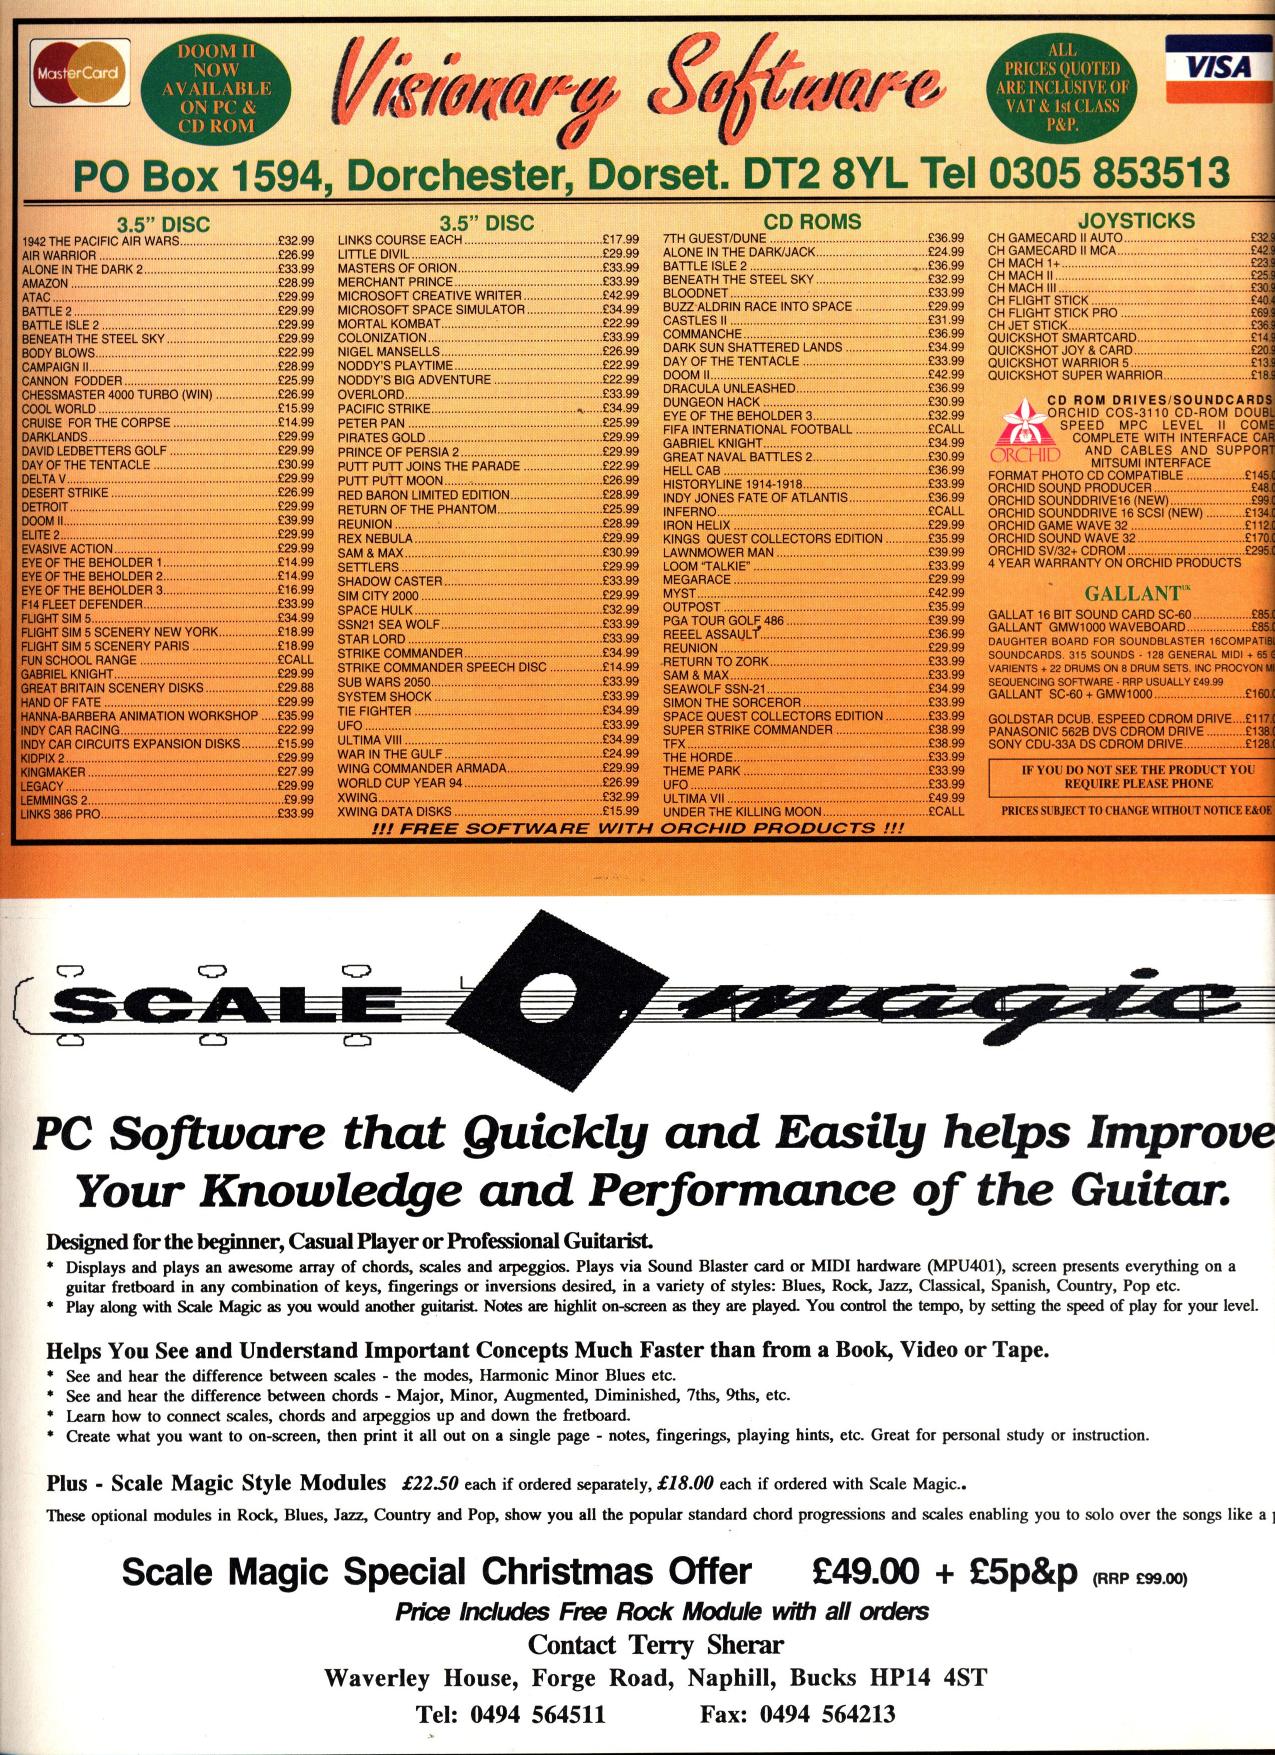 MasterCard
DOOM II
NOW
AVAILABLE
ON PC &
CD ROM
Visionary Software
ALL
PRICES QUOTED
ARE INCLUSIVE OF
VAT & 1st CLASS
P&P.
VISA
PO Box 1594, Dorchester, Dorset. DT2 8YL Tel 0305 853513
3.5" DISC
1942 THE PACIFIC AIR WARS £32.99
AIR WARRIOR £26.99
ALONE IN THE DARK 2 £33.99
AMAZON £28.99
ATAC £29.99
BATTLE 2 £29.99
BATTLE ISLE 2 £29.99
BENEATH THE STEEL SKY £29.99
BODY BLOWS £22.99
CAMPAIGN II £28.99
CANNON FODDER £25.99
CHESSMASTER 4000 TURBO (WIN) £26.99
COOL WORLD £15.99
CRUISE FOR THE CORPSE £14.99
DARKLANDS £29.99
DAVID LEDBETTERS GOLF £29.99
DAY OF THE TENTACLE £30.99
DELTA V £29.99
DESERT STRIKE £26.99
DETROIT £29.99
DOOM II £39.99
ELITE 2 £29.99
EVASIVE ACTION £29.99
EYE OF THE BEHOLDER 1 £14.99
EYE OF THE BEHOLDER 2 £14.99
EYE OF THE BEHOLDER 3 £16.99
F14 FLEET DEFENDER £33.99
FLIGHT SIM 5 £34.99
FLIGHT SIM 5 SCENERY NEW YORK £18.99
FLIGHT SIM 5 SCENERY PARIS £18.99
FUN SCHOOL RANGE £CALL
GABRIEL KNIGHT £29.99
GREAT BRITAIN SCENERY DISKS £29.88
HAND OF FATE £29.99
HANNA-BARBERA ANIMATION WORKSHOP £35.99
INDY CAR RACING £22.99
INDY CAR CIRCUITS EXPANSION DISKS £15.99
KIDPIX 2 £29.99
KINGMAKER £27.99
LEGACY £29.99
LEMMINGS 2 £9.99
LINKS 386 PRO £33.99
3.5" DISC
LINKS COURSE EACH £17.99
LITTLE DIVIL £29.99
MASTERS OF ORION £33.99
MERCHANT PRINCE £33.99
MICROSOFT CREATIVE WRITER £42.99
MICROSOFT SPACE SIMULATOR £34.99
MORTAL KOMBAT £22.99
COLONIZATION £33.99
NIGEL MANSELLS £26.99
NODDY'S PLAYTIME £22.99
NODDY'S BIG ADVENTURE £22.99
OVERLORD £33.99
PACIFIC STRIKE £34.99
PETER PAN £25.99
PIRATES GOLD £29.99
PRINCE OF PERSIA 2 £29.99
PUTT PUTT JOINS THE PARADE £22.99
PUTT PUTT MOON £26.99
RED BARON LIMITED EDITION £28.99
RETURN OF THE PHANTOM £25.99
REUNION £28.99
REX NEBULA £29.99
SAM & MAX £30.99
SETTLERS £29.99
SHADOW CASTER £33.99
SIM CITY 2000 £29.99
SPACE HULK £32.99
SSN21 SEA WOLF £33.99
STAR LORD £33.99
STRIKE COMMANDER £34.99
STRIKE COMMANDER SPEECH DISC £14.99
SUB WARS 2050 £33.99
SYSTEM SHOCK £33.99
TIE FIGHTER £34.99
UFO £33.99
ULTIMA VIII £34.99
WAR IN THE GULF £24.99
WING COMMANDER ARMADA £29.99
WORLD CUP YEAR 94 £26.99
XWING £32.99
XWING DATA DISKS £15.99
CD ROMS
7TH GUEST/DUNE £36.99
ALONE IN THE DARK/JACK £24.99
BATTLE ISLE 2 £36.99
BENEATH THE STEEL SKY £32.99
BLOODNET £33.99
BUZZ ALDRIN RACE INTO SPACE £29.99
CASTLES II £31.99
COMMANCHE £36.99
DARK SUN SHATTERED LANDS £34.99
DAY OF THE TENTACLE £33.99
DOOM II £42.99
DRACULA UNLEASHED £36.99
DUNGEON HACK £30.99
EYE OF THE BEHOLDER 3 £32.99
FIFA INTERNATIONAL FOOTBALL £CALL
GABRIEL KNIGHT £34.99
GREAT NAVAL BATTLES 2 £30.99
HELL CAB £36.99
HISTORYLINE 1914-1918 £33.99
INDY JONES FATE OF ATLANTIS £36.99
INFERNO £CALL
IRON HELIX £29.99
KINGS QUEST COLLECTORS EDITION £35.99
LAWNMOWER MAN £39.99
LOOM "TALKIE" £33.99
MEGARACE £29.99
MYST £42.99
OUTPOST £35.99
PGA TOUR GOLF 486 £39.99
REEEL ASSAULT £36.99
REUNION £29.99
RETURN TO ZORK £33.99
SAM & MAX £33.99
SEAWOLF SSN-21 £34.99
SIMON THE SORCEROR £33.99
SPACE QUEST COLLECTORS EDITION £33.99
SUPER STRIKE COMMANDER £38.99
TFX £38.99
THE HORDE £33.99
THEME PARK £33.99
UFO £33.99
ULTIMA VII £49.99
UNDER THE KILLING MOON £CALL
JOYSTICKS
CH GAMECARD II AUTO £32.9
CH GAMECARD II MCA £42.9
CH MACH 1+ £23.9
CH MACH II £25.9
CH MACH III £30.9
CH FLIGHT STICK £40.4
CH FLIGHT STICK PRO £69.9
CH JET STICK £36.9
QUICKSHOT SMARTCARD £14.9
QUICKSHOT JOY & CARD £20.9
QUICKSHOT WARRIOR 5 £13.9
QUICKSHOT SUPER WARRIOR £18.9
ORCHID
CD ROM DRIVES/SOUNDCARDS
ORCHID COS-3110 CD-ROM DOUBL
SPEED MPC LEVEL II COME
COMPLETE WITH INTERFACE CAR
AND CABLES AND SUPPORT
MITSUMI INTERFACE
FORMAT PHOTO CD COMPATIBLE £145.0
ORCHID SOUND PRODUCER £48.0
ORCHID SOUNDDRIVE16 (NEW) £99.0
ORCHID SOUNDDRIVE 16 SCSI (NEW) £134.0
ORCHID GAME WAVE 32 £112.0
ORCHID SOUND WAVE 32 £170.0
ORCHID SV/32+ CDROM £295.0
4 YEAR WARRANTY ON ORCHID PRODUCTS
GALLANT UK
GALLAT 16 BIT SOUND CARD SC-60 £85.0
GALLANT GMW1000 WAVEBOARD £85.0
DAUGHTER BOARD FOR SOUNDBLASTER 16COMPATIB
SOUNDCARDS. 315 SOUNDS - 128 GENERAL MIDI + 65
VARIENTS + 22 DRUMS ON 8 DRUM SETS. INC PROCYON M
SEQUENCING SOFTWARE - RRP USUALLY £49.99
GALLANT SC-60 + GMW1000 £160.0
GOLDSTAR DCUB. ESPEED CDROM DRIVE £117.0
PANASONIC 562B DVS CDROM DRIVE £138.0
SONY CDU-33A DS CDROM DRIVE £128.0
IF YOU DO NOT SEE THE PRODUCT YOU
REQUIRE PLEASE PHONE
PRICES SUBJECT TO CHANGE WITHOUT NOTICE E&OE
!!! FREE SOFTWARE WITH ORCHID PRODUCTS !!!
SCALE magic
PC Software that Quickly and Easily helps Improve
Your Knowledge and Performance of the Guitar.
Designed for the beginner, Casual Player or Professional Guitarist.
* Displays and plays an awesome array of chords, scales and arpeggios. Plays via Sound Blaster card or MIDI hardware (MPU401), screen presents everything on a
guitar fretboard in any combination of keys, fingerings or inversions desired, in a variety of styles: Blues, Rock, Jazz, Classical, Spanish, Country, Pop etc.
* Play along with Scale Magic as you would another guitarist. Notes are highlit on-screen as they are played. You control the tempo, by setting the speed of play for your level.
Helps You See and Understand Important Concepts Much Faster than from a Book, Video or Tape.
* See and hear the difference between scales - the modes, Harmonic Minor Blues etc.
* See and hear the difference between chords - Major, Minor, Augmented, Diminished, 7ths, 9ths, etc.
* Learn how to connect scales, chords and arpeggios up and down the fretboard.
* Create what you want to on-screen, then print it all out on a single page - notes, fingerings, playing hints, etc. Great for personal study or instruction.
Plus - Scale Magic Style Modules £22.50 each if ordered separately, £18.00 each if ordered with Scale Magic..
These optional modules in Rock, Blues, Jazz, Country and Pop, show you all the popular standard chord progressions and scales enabling you to solo over the songs like a
Scale Magic Special Christmas Offer £49.00 + £5p&p (RRP £99.00)
Price Includes Free Rock Module with all orders
Contact Terry Sherar
Waverley House, Forge Road, Naphill, Bucks HP14 4ST
Tel: 0494 564511 Fax: 0494 564213